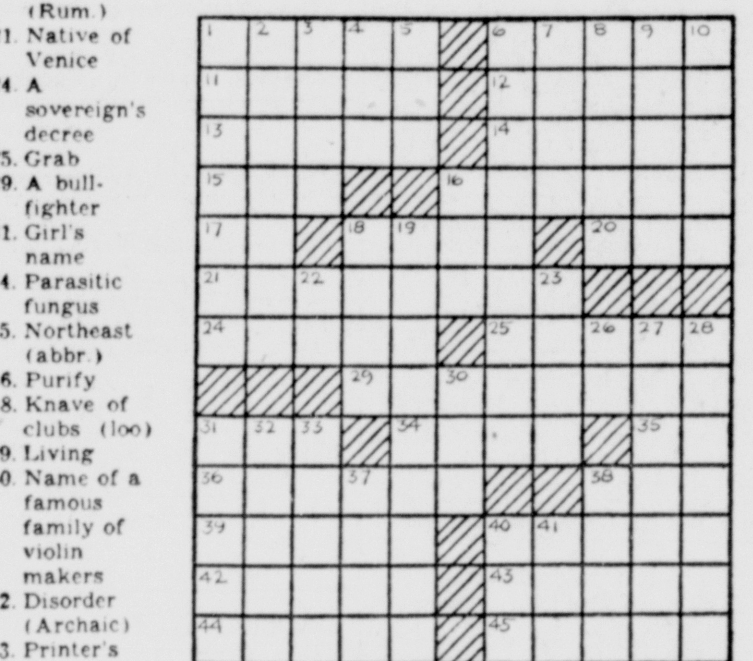 (Rum.)
1. Native of
Venice
4. A
sovereign's
decree
5. Grab
9. A bull-
fighter
1. Girl's
name
4. Parasitic
fungus
5. Northeast
(abbr.)
6. Purify
8. Knave of
clubs (loo)
9. Living
0. Name of a
famous
family of
violin
makers
2. Disorder
(Archaic)
3. Printer's
1 2 3 4 5 6 7 8 9 10
11 12
13 14
15 16
17 18 19 20
21 22 23
24 25 26 27 28
29 30
31 32 33 34 35
36 37 38
39 40 41
42 43
44 45